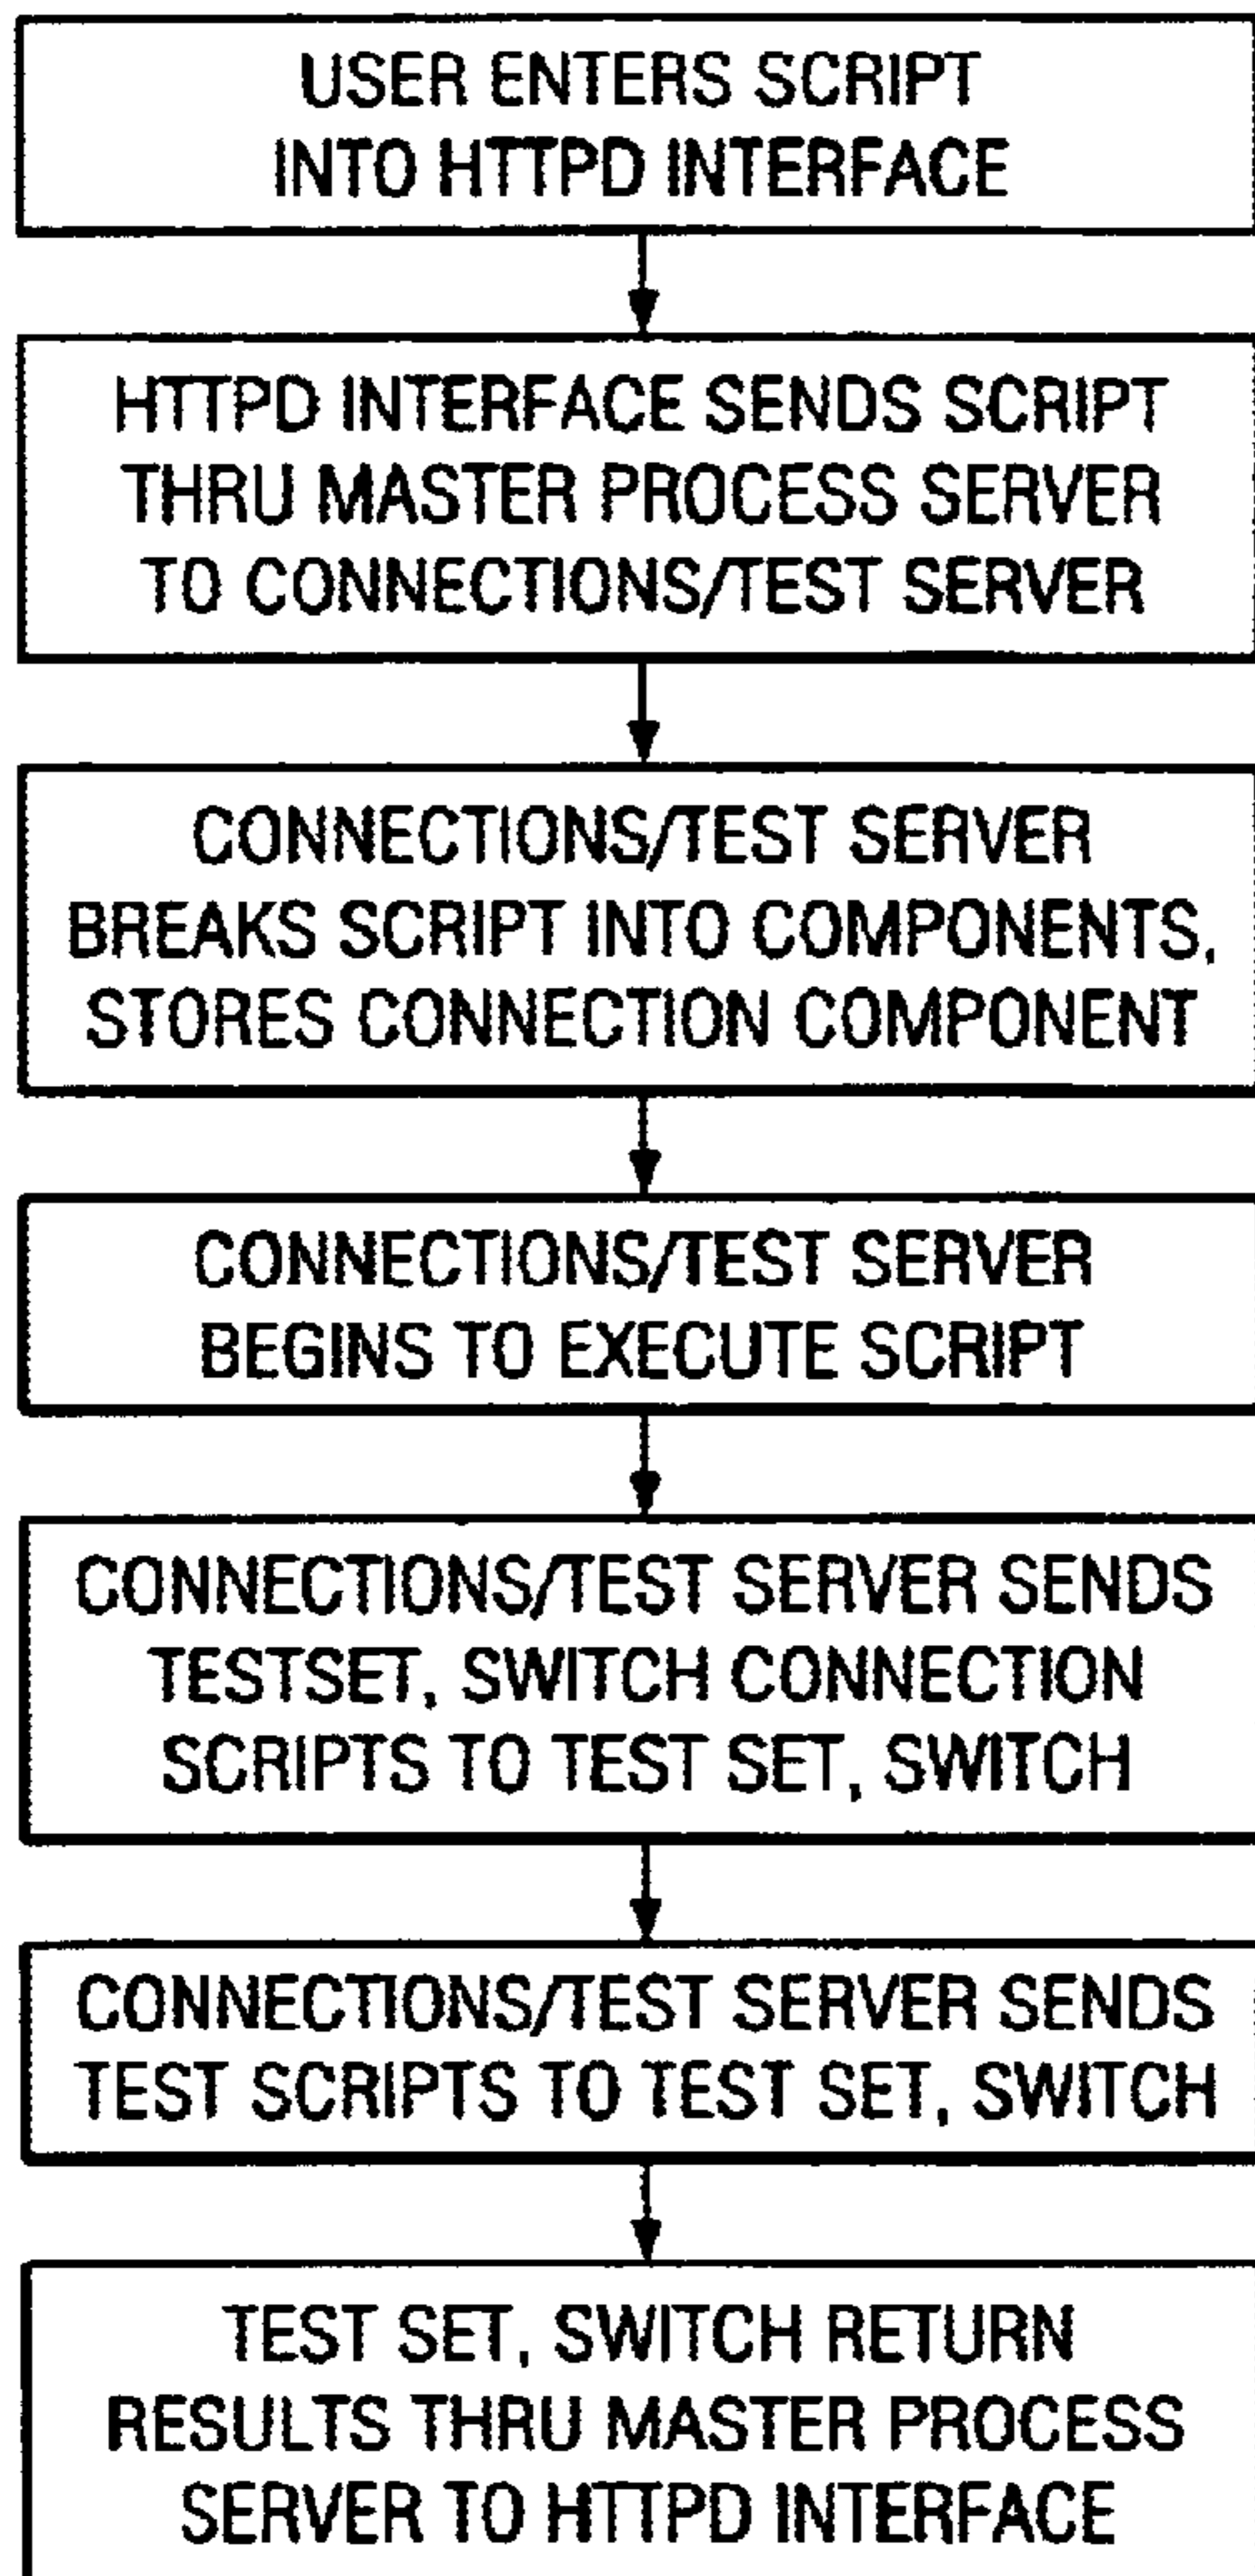 USER ENTERS SCRIPT
INTO HTTPD INTERFACE
HTTPD INTERFACE SENDS SCRIPT
THRU MASTER PROCESS SERVER
TO CONNECTIONS/TEST SERVER
CONNECTIONS/TEST SERVER
BREAKS SCRIPT INTO COMPONENTS,
STORES CONNECTION COMPONENT
CONNECTIONS/TEST SERVER
BEGINS TO EXECUTE SCRIPT
CONNECTIONS/TEST SERVER SENDS
TESTSET, SWITCH CONNECTION
SCRIPTS TO TEST SET, SWITCH
CONNECTIONS/TEST SERVER SENDS
TEST SCRIPTS TO TEST SET, SWITCH
TEST SET, SWITCH RETURN
RESULTS THRU MASTER PROCESS
SERVER TO HTTPD INTERFACE